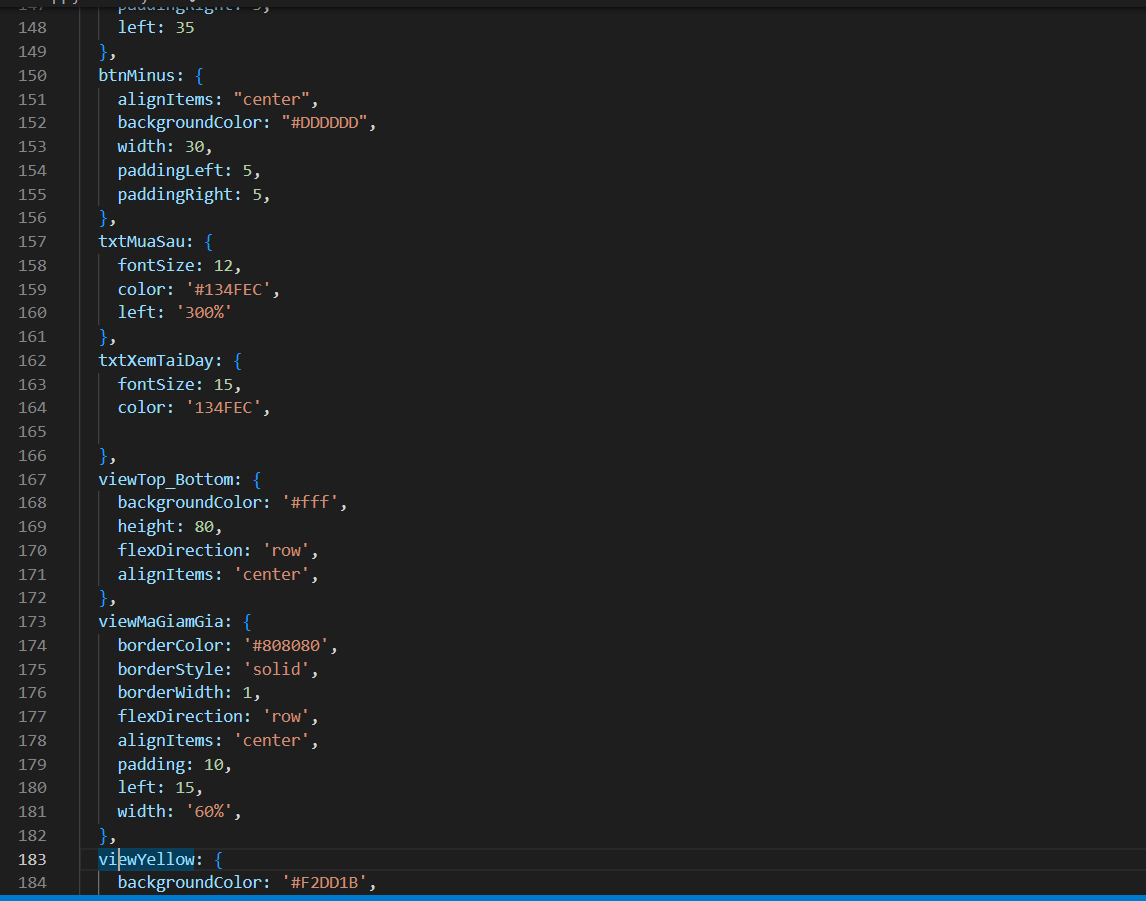 148 left: 35
149 },
150 btnMinus: {
151 alignItems: "center",
152 backgroundColor: "#DDDDDD",
153 width: 30,
154 paddingLeft: 5,
155 paddingRight: 5,
156 },
157 txtMuaSau: {
158 fontSize: 12,
159 color: '#134FEC',
160 left: '300%'
161 },
162 txtXemTaiDay: {
163 fontSize: 15,
164 color: '134FEC',
165
166 },
167 viewTop_Bottom: {
168 backgroundColor: '#fff',
169 height: 80,
170 flexDirection: 'row',
171 alignItems: 'center',
172 },
173 viewMaGiamGia: {
174 borderColor: '#808080',
175 borderStyle: 'solid',
176 borderWidth: 1,
177 flexDirection: 'row',
178 alignItems: 'center',
179 padding: 10,
180 left: 15,
181 width: '60%',
182 },
183 viewYellow: {
184 backgroundColor: '#F2DD1B',